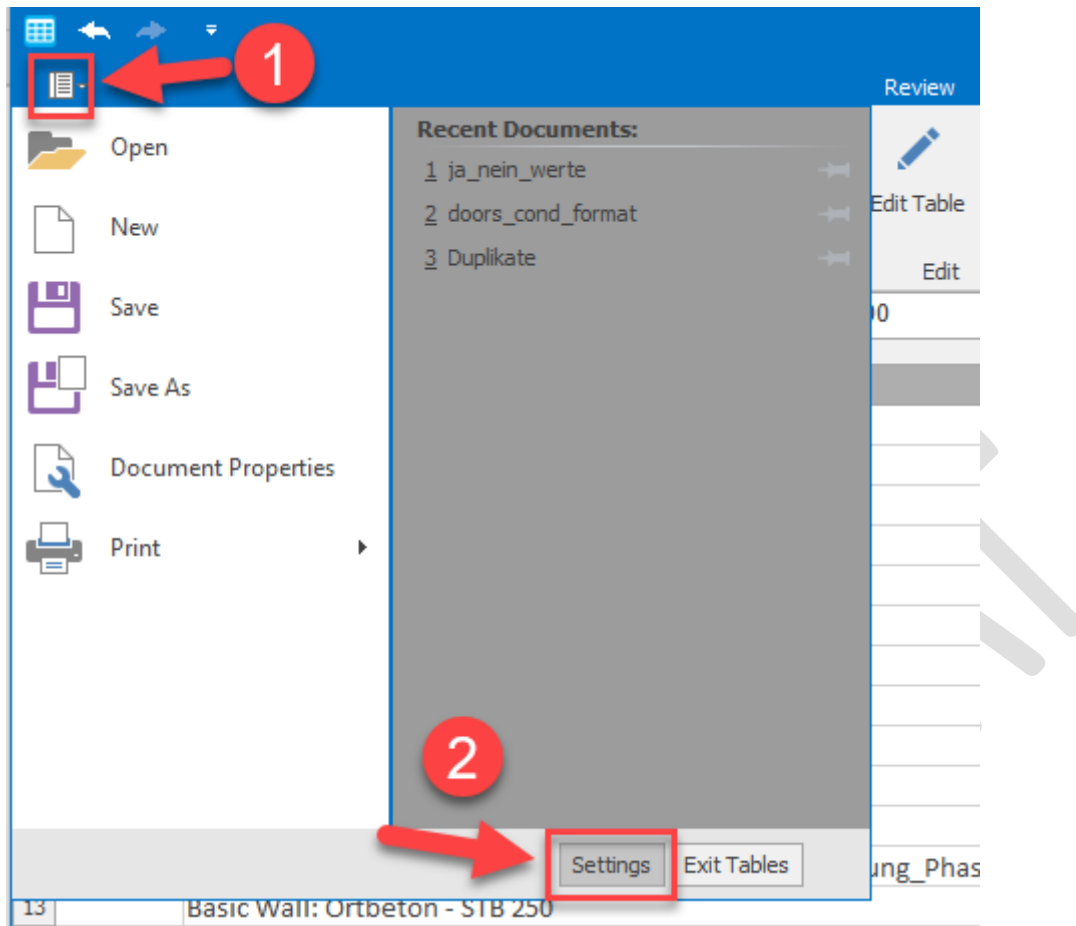 1
Review
Open
New
Save
Save As
Document Properties
Print
Recent Documents:
1 ja_nein_werte
2 doors_cond_format
3 Duplikate
Edit Table
Edit
2
Settings
Exit Tables
13
Basic Wall: Ortbeton - STB 250